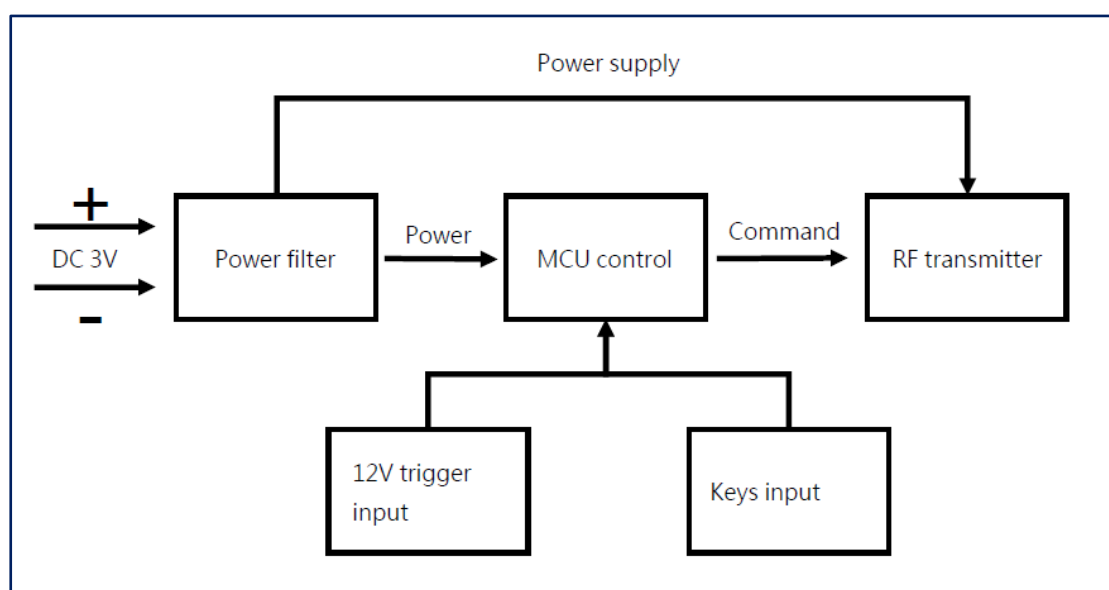 Power supply
+
DC 3V
-
Power filter
Power
MCU control
Command
RF transmitter
12V trigger
input
Keys input